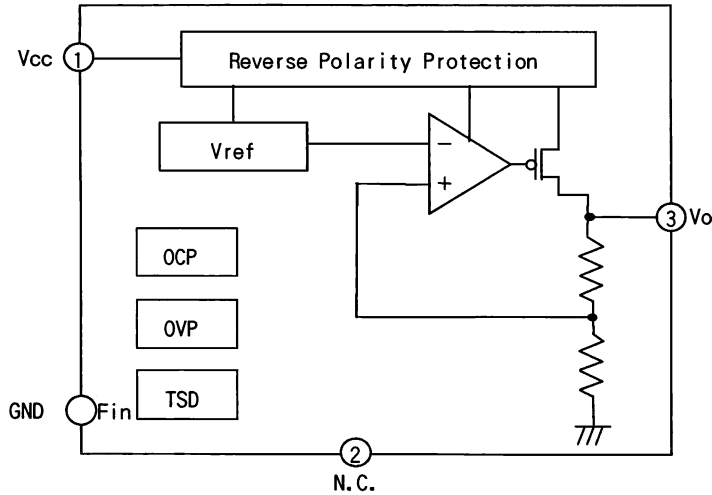 Vcc
1
Reverse Polarity Protection
Vref
−
+
3
Vo
OCP
OVP
TSD
GND
Fin
2
N.C.